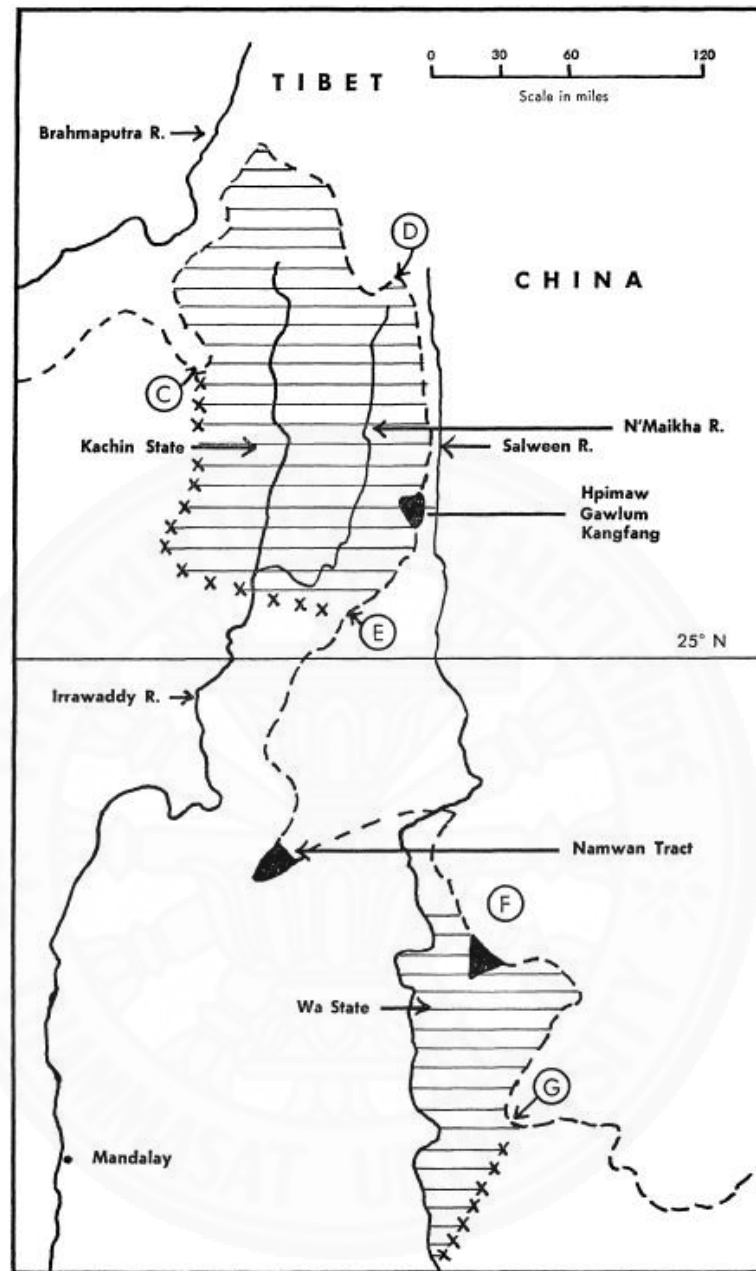 0 30 60 120
Scale in miles
TIBET
Brahmaputra R.
D
CHINA
C
N'Maikha R.
Kachin State
Salween R.
Hpimaw
Gawlum
Kangfang
E
25° N
Irrawaddy R.
Namwan Tract
F
Wa State
G
Mandalay